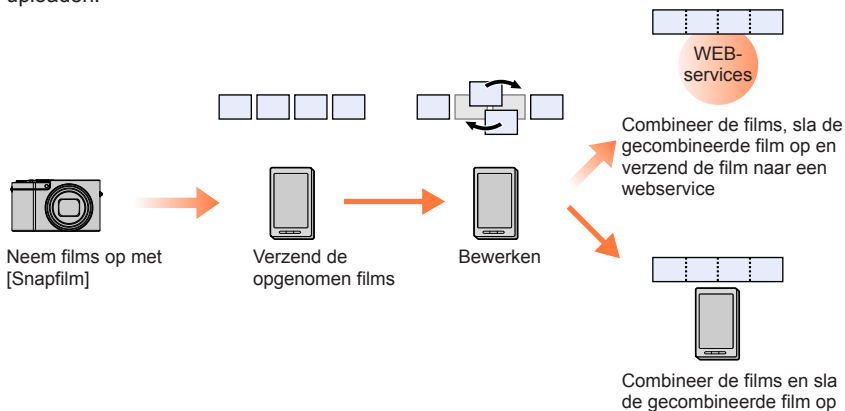 uploaden.
WEB-
services
Combineer de films, sla de
gecombineerde film op en
verzend de film naar een
webservice
Neem films op met
[Snapfilm]
Verzend de
opgenomen films
Bewerken
Combineer de films en sla
de gecombineerde film op